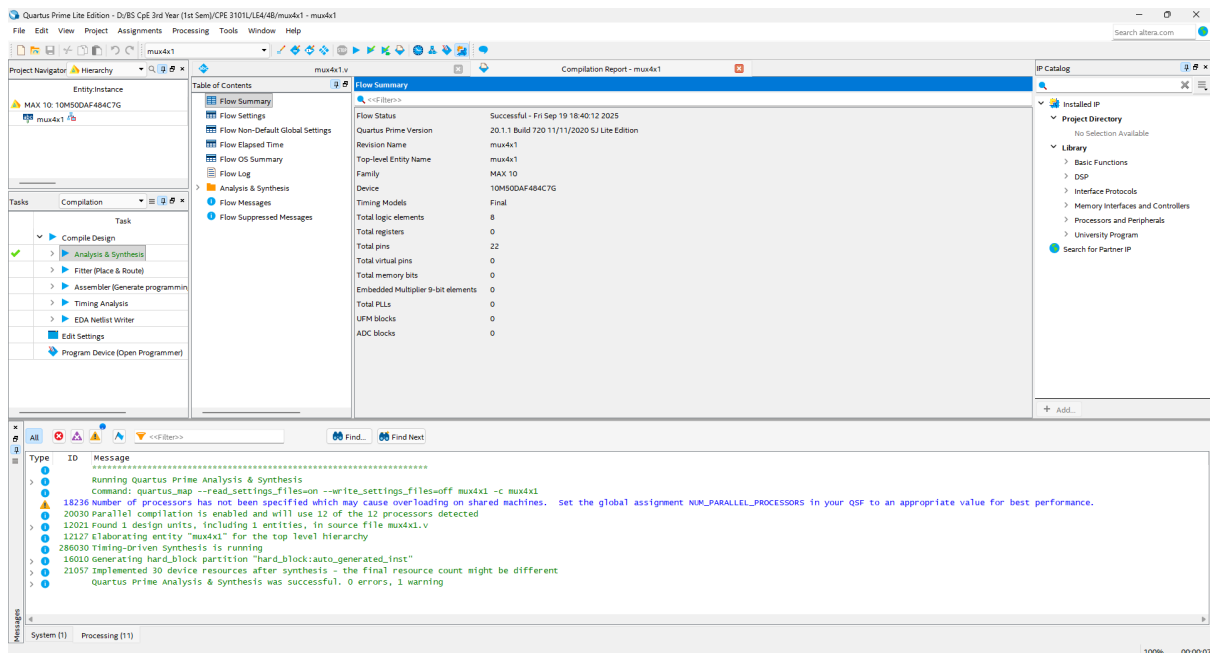 Quartus Prime Lite Edition - D:/BS CpE 3rd Year (1st Sem)/CPE 3101L/LE4/4B/mux4x1 - mux4x1
File Edit View Project Assignments Processing Tools Window Help
Search altera.com
mux4x1
Project Navigator Hierarchy
Entity:Instance
MAX 10: 10M50DAF484C7G
mux4x1
Tasks Compilation
Task
Compile Design
Analysis & Synthesis
Fitter (Place & Route)
Assembler (Generate programmin
Timing Analysis
EDA Netlist Writer
Edit Settings
Program Device (Open Programmer)
mux4x1.v
Compilation Report - mux4x1
Table of Contents
Flow Summary
Flow Settings
Flow Non-Default Global Settings
Flow Elapsed Time
Flow OS Summary
Flow Log
Analysis & Synthesis
Flow Messages
Flow Suppressed Messages
Flow Summary
<<Filter>>
Flow Status Successful - Fri Sep 19 18:40:12 2025
Quartus Prime Version 20.1.1 Build 720 11/11/2020 SJ Lite Edition
Revision Name mux4x1
Top-level Entity Name mux4x1
Family MAX 10
Device 10M50DAF484C7G
Timing Models Final
Total logic elements 8
Total registers 0
Total pins 22
Total virtual pins 0
Total memory bits 0
Embedded Multiplier 9-bit elements 0
Total PLLs 0
UFM blocks 0
ADC blocks 0
IP Catalog
Installed IP
Project Directory
No Selection Available
Library
Basic Functions
DSP
Interface Protocols
Memory Interfaces and Controllers
Processors and Peripherals
University Program
Search for Partner IP
+ Add...
All <<Filter>> Find... Find Next
Type ID Message
*******************************************************************
Running Quartus Prime Analysis & Synthesis
Command: quartus_map --read_settings_files=on --write_settings_files=off mux4x1 -c mux4x1
18236 Number of processors has not been specified which may cause overloading on shared machines. Set the global assignment NUM_PARALLEL_PROCESSORS in your QSF to an appropriate value for best performance.
20030 Parallel compilation is enabled and will use 12 of the 12 processors detected
12021 Found 1 design units, including 1 entities, in source file mux4x1.v
12127 Elaborating entity "mux4x1" for the top level hierarchy
286030 Timing-Driven Synthesis is running
16010 Generating hard_block partition "hard_block:auto_generated_inst"
21057 Implemented 30 device resources after synthesis - the final resource count might be different
Quartus Prime Analysis & Synthesis was successful. 0 errors, 1 warning
Messages
System (1) Processing (11)
100% 00:00:07